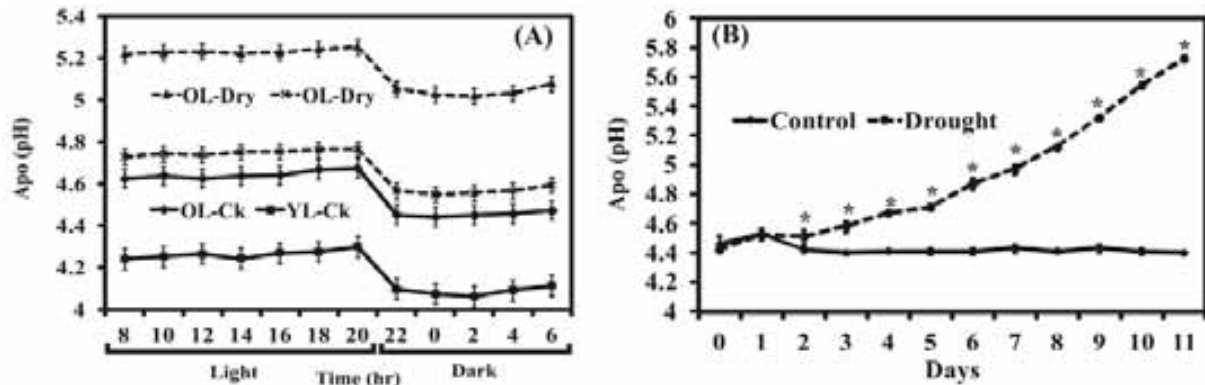 5.4
5.2
5
4.8
4.6
4.4
4.2
4
Apo (pH)
(A)
OL-Dry OL-Dry
OL-Ck YL-Ck
8 10 12 14 16 18 20 22 0 2 4 6
Light Time (hr) Dark
6
5.8
5.6
5.4
5.2
5
4.8
4.6
4.4
4.2
4
Apo (pH)
(B)
Control Drought
* * * * * * * * * *
0 1 2 3 4 5 6 7 8 9 10 11
Days